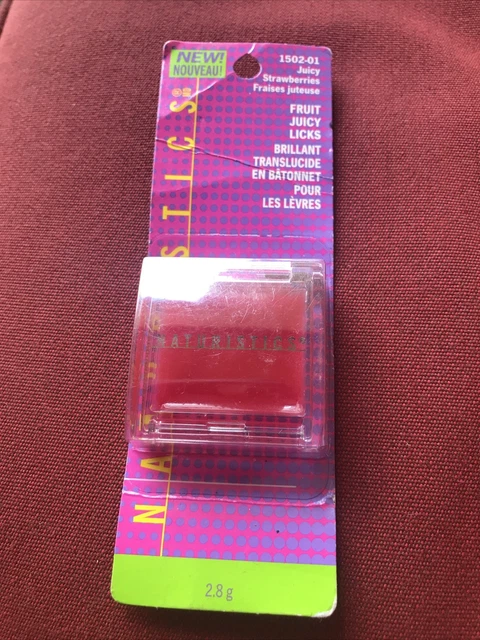 NEW!
NOUVEAU!
1502-01
Juicy
Strawberries
Fraises juteuse
FRUIT
JUICY
LICKS
BRILLANT
TRANSLUCIDE
EN BÂTONNET
POUR
LES LÈVRES
NATURISTICS
2.8 g